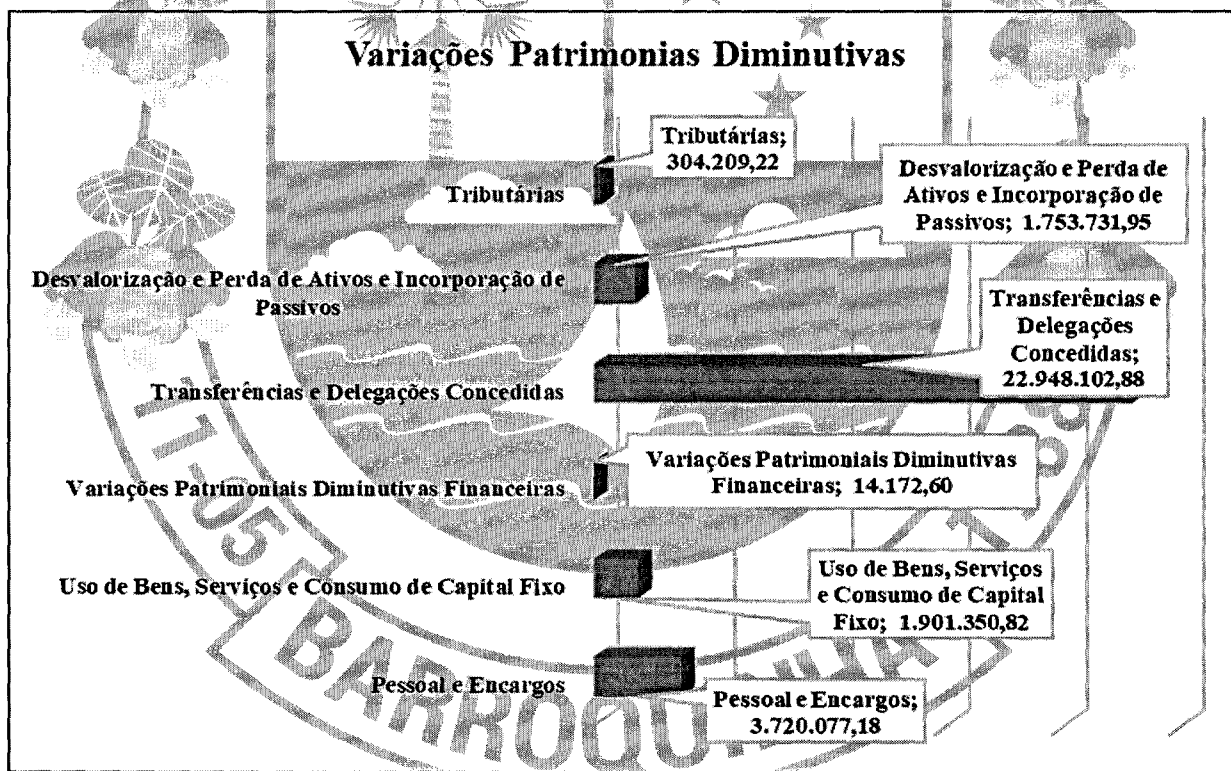 Variações Patrimonias Diminutivas
Tributárias;
304.209,22
Tributárias
Desvalorização e Perda de
Ativos e Incorporação de
Passivos; 1.753.731,95
Desvalorização e Perda de Ativos e Incorporação de
Passivos
Transferências e
Delegações
Concedidas;
22.948.102,88
Transferências e Delegações Concedidas
Variações Patrimoniais Diminutivas
Financeiras; 14.172,60
Variações Patrimoniais Diminutivas Financeiras
Uso de Bens, Serviços
e Consumo de Capital
Fixo; 1.901.350,82
Uso de Bens, Serviços e Consumo de Capital Fixo
Pessoal e Encargos
Pessoal e Encargos;
3.720.077,18
11-05